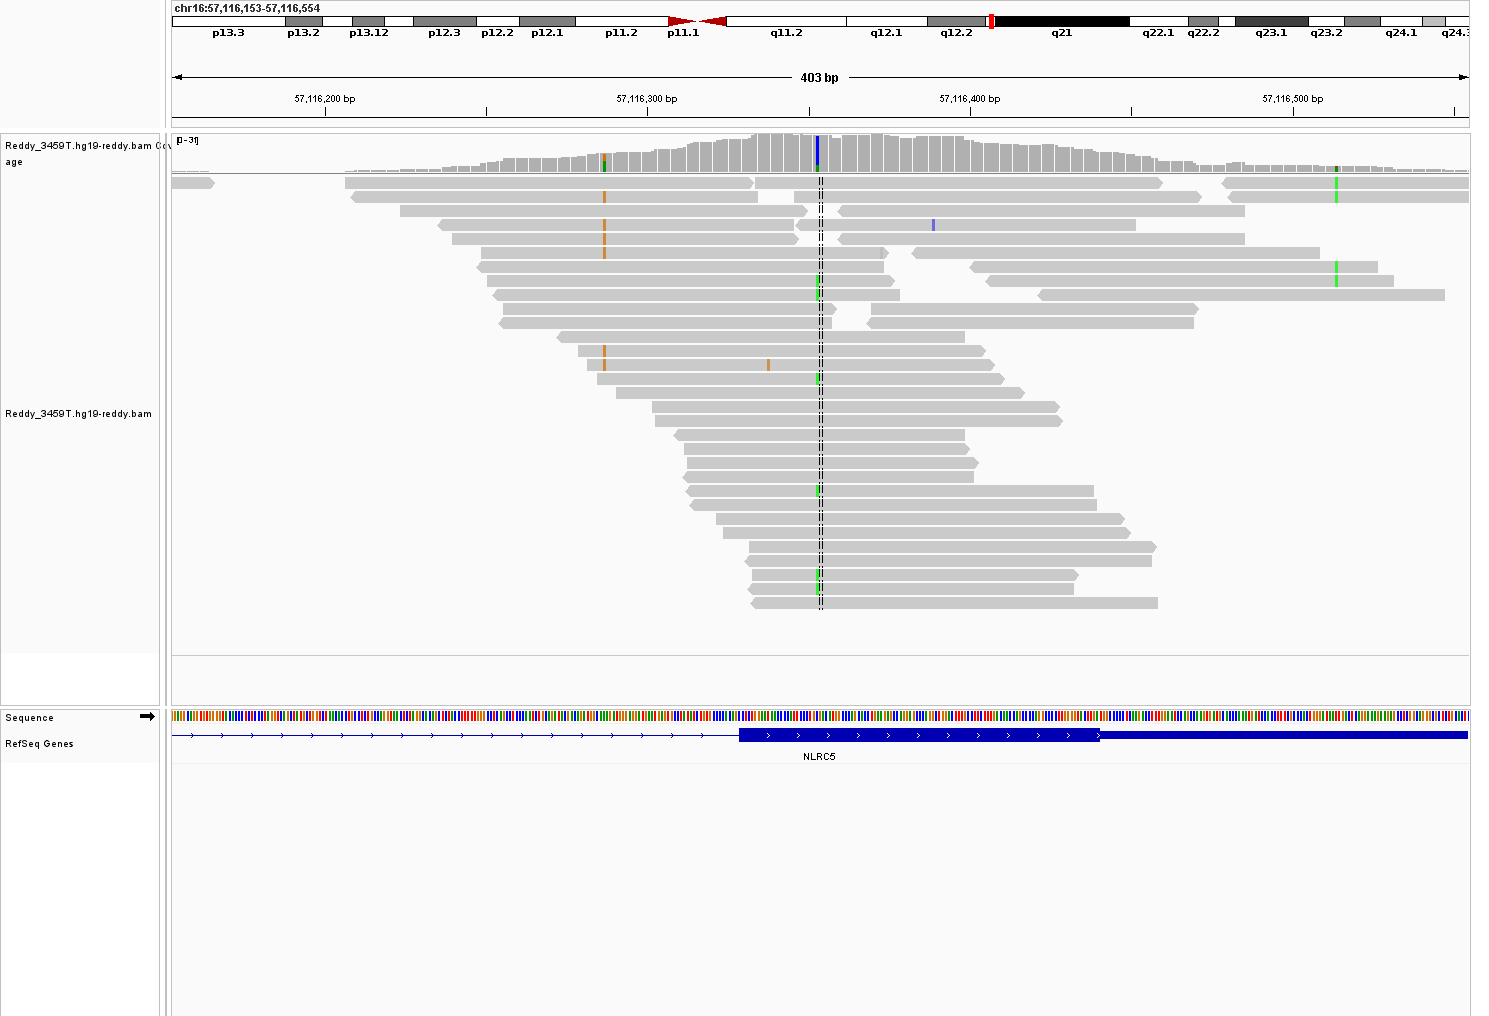 chr16:57,116,153-57,116,554
p13.3 p13.2 p13.12 p12.3 p12.2 p12.1 p11.2 p11.1 q11.2 q12.1 q12.2 q21 q22.1 q22.2 q23.1 q23.2 q24.1 q24.3
403 bp
57,116,200 bp 57,116,300 bp 57,116,400 bp 57,116,500 bp
Reddy_3459T.hg19-reddy.bam Cov
age
[0-31]
Reddy_3459T.hg19-reddy.bam
Sequence
RefSeq Genes
NLRC5